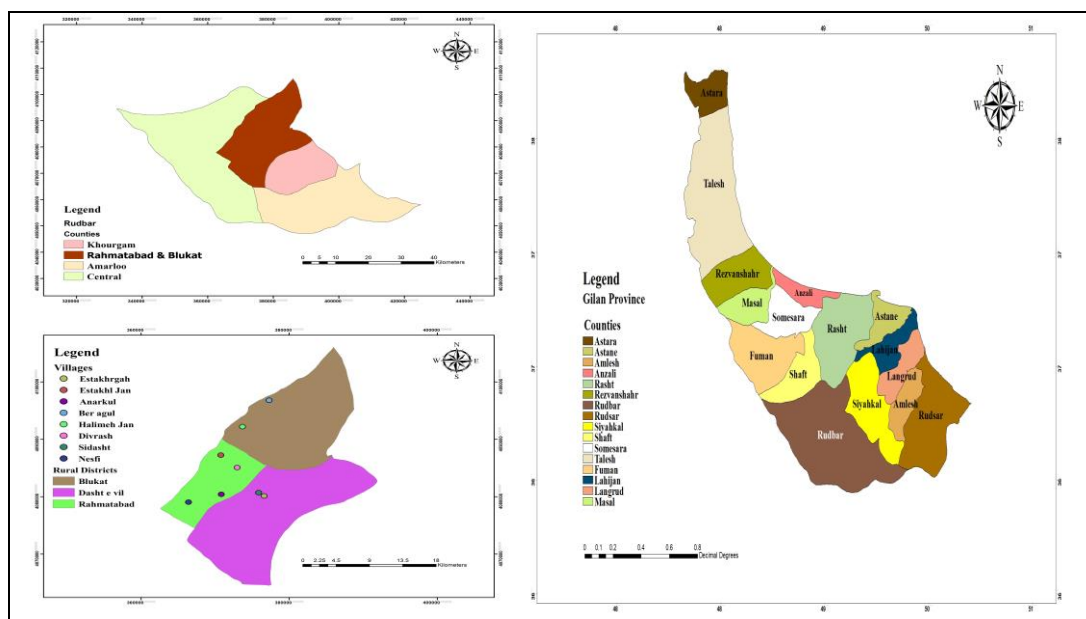 N
W E
S
Legend
Rudbar
Counties
Khourgam
Rahmatabad & Blukat
Amarloo
Central
0 5 10 20 30 40
Kilometers
N
W E
S
Legend
Villages
Estakhrgah
Estakhl Jan
Anarkul
Ber agul
Halimeh Jan
Divrash
Sidasht
Nesfi
Rural Districts
Blukat
Dasht e vil
Rahmatabad
0 2.25 4.5 9 13.5 18
Kilometers
N
W E
S
Astara
Talesh
Rezvanshahr
Masal
Anzali
Somesara
Fuman
Shaft
Rasht
Astane
Lahijan
Langrud
Siyahkal
Amlesh
Rudsar
Rudbar
Legend
Gilan Province
Counties
Astara
Astane
Amlesh
Anzali
Rasht
Rezvanshahr
Rudbar
Rudsar
Siyahkal
Shaft
Somesara
Talesh
Fuman
Lahijan
Langrud
Masal
0 0.1 0.2 0.4 0.6 0.8
Decimal Degrees
48 48 49 50 51